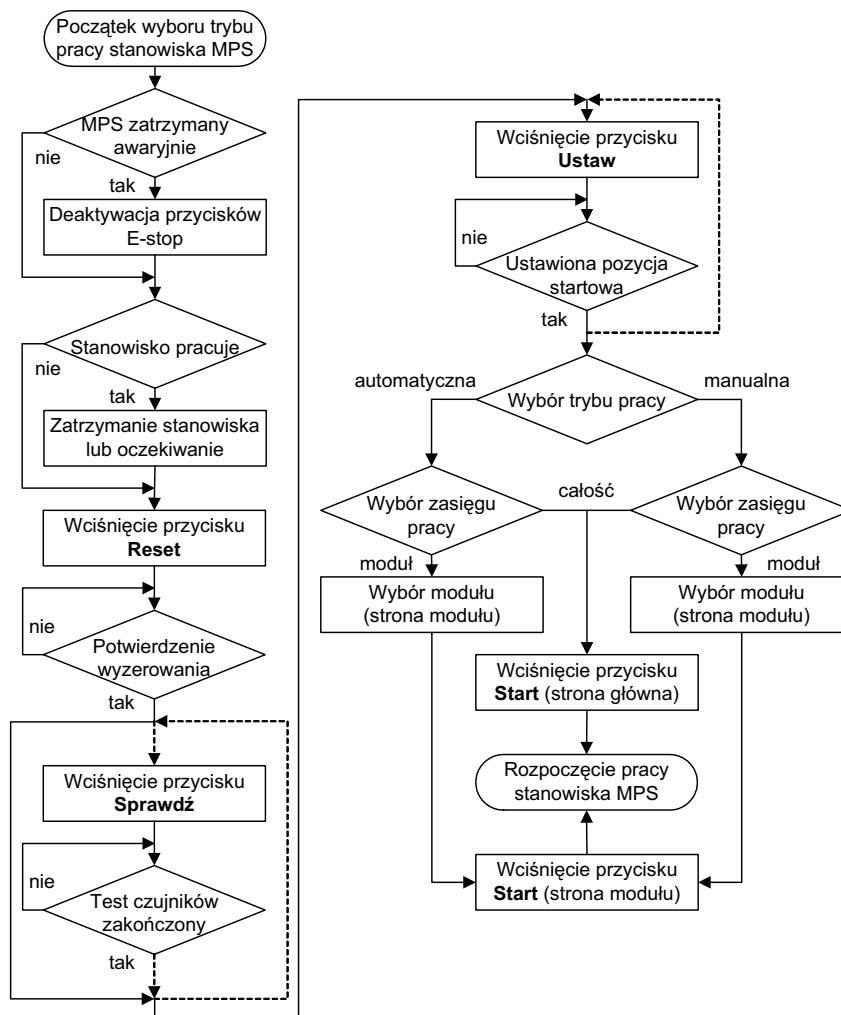 Początek wyboru trybu
pracy stanowiska MPS
MPS zatrzymany
awaryjnie
nie
tak
Deaktywacja przycisków
E-stop
Stanowisko pracuje
nie
tak
Zatrzymanie stanowiska
lub oczekiwanie
Wciśnięcie przycisku
Reset
nie
Potwierdzenie
wyzerowania
tak
Wciśnięcie przycisku
Sprawdź
nie
Test czujników
zakończony
tak
Wciśnięcie przycisku
Ustaw
nie
Ustawiona pozycja
startowa
tak
automatyczna
manualna
Wybór trybu pracy
Wybór zasięgu
pracy
całość
Wybór zasięgu
pracy
moduł
moduł
Wybór modułu
(strona modułu)
Wybór modułu
(strona modułu)
Wciśnięcie przycisku
Start (strona główna)
Rozpoczęcie pracy
stanowiska MPS
Wciśnięcie przycisku
Start (strona modułu)